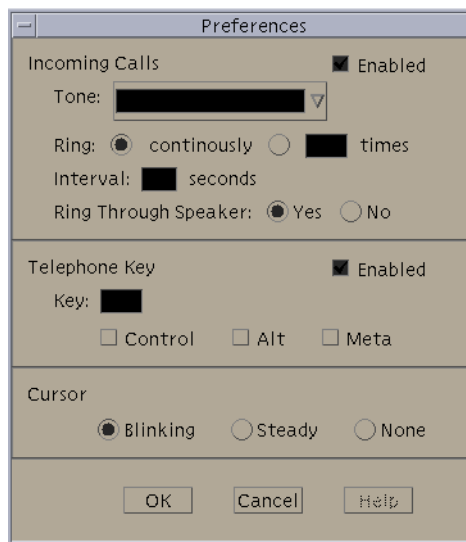 Preferences
Incoming Calls Enabled
Tone:
Ring: continously times
Interval: seconds
Ring Through Speaker: Yes No
Telephone Key Enabled
Key:
Control Alt Meta
Cursor
Blinking Steady None
OK Cancel Help